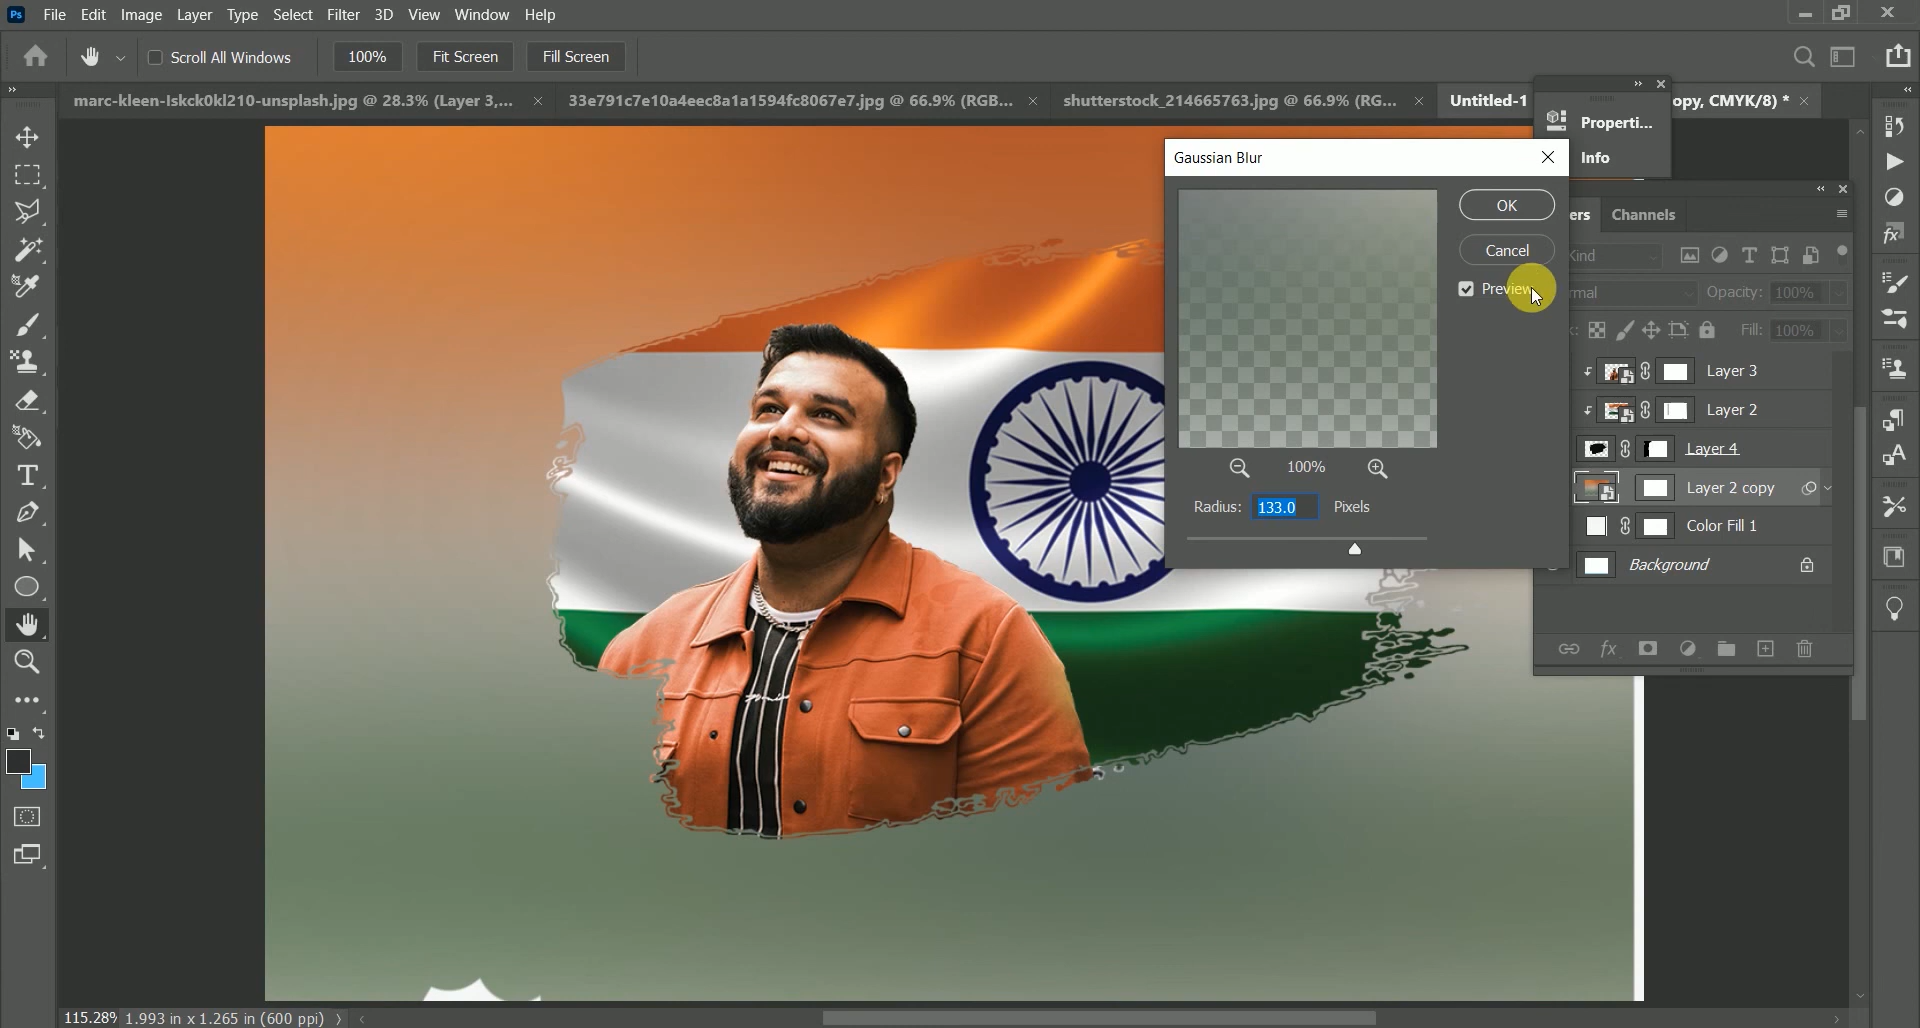 Ps File Edit Image Layer Type Select Filter 3D View Window Help
Scroll All Windows 100% Fit Screen Fill Screen
marc-kleen-Iskck0kl210-unsplash.jpg @ 28.3% (Layer 3,... 33e791c7e10a4eec8a1a1594fc8067e7.jpg @ 66.9% (RGB... shutterstock_214665763.jpg @ 66.9% (RG... Untitled-1 opy, CMYK/8) *
Properti...
Info
Gaussian Blur
OK
Cancel
Preview
100%
Radius: 133.0 Pixels
ers Channels
Kind
mal Opacity: 100%
Fill: 100%
Layer 3
Layer 2
Layer 4
Layer 2 copy
Color Fill 1
Background
fx
115.28% 1.993 in x 1.265 in (600 ppi)